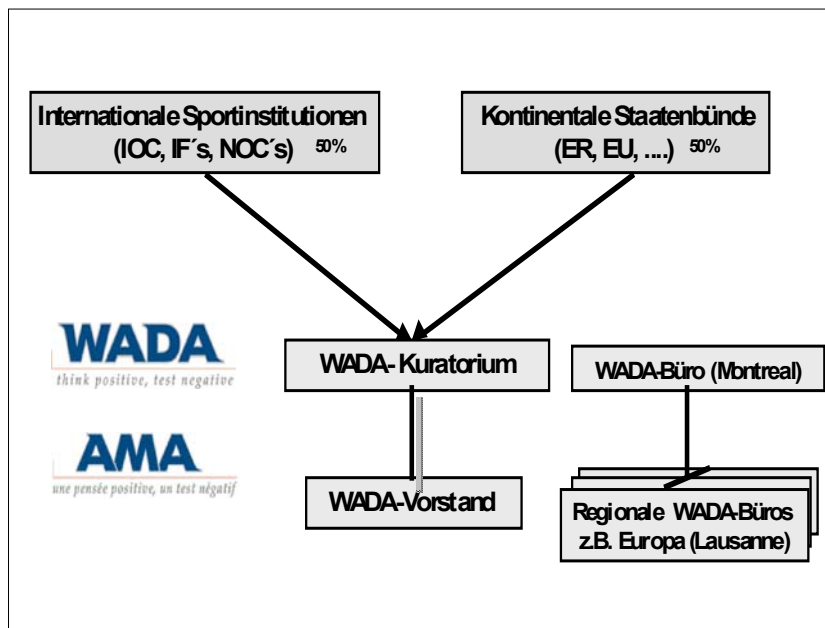 Internationale Sportinstitutionen
(IOC, IF´s, NOC´s) 50%
Kontinentale Staatenbünde
(ER, EU, ....) 50%
WADA
think positive, test negative
WADA- Kuratorium
WADA-Büro (Montreal)
AMA
une pensée positive, un test négatif
WADA-Vorstand
Regionale WADA-Büros
z.B. Europa (Lausanne)